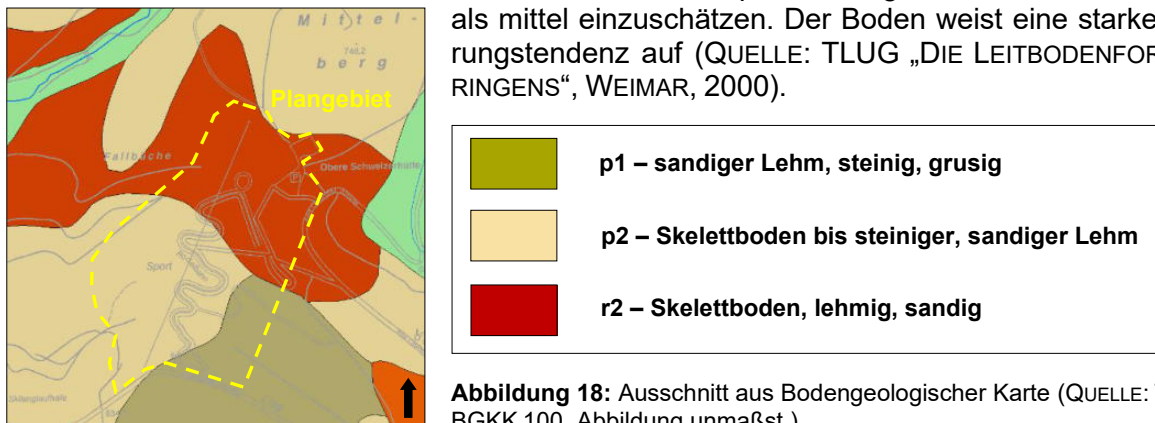 als mittel einzuschätzen. Der Boden weist eine starke
rungstendenz auf (QUELLE: TLUG „DIE LEITBODENFOR
RINGENS“, WEIMAR, 2000).
Mittel-
berg
Plangebiet
Fallbäche
Obere Schweizerhütte
P
Sport
p1 – sandiger Lehm, steinig, grusig
p2 – Skelettboden bis steiniger, sandiger Lehm
r2 – Skelettboden, lehmig, sandig
Abbildung 18: Ausschnitt aus Bodengeologischer Karte (QUELLE:
BGKK 100, Abbildung unmaßst.)